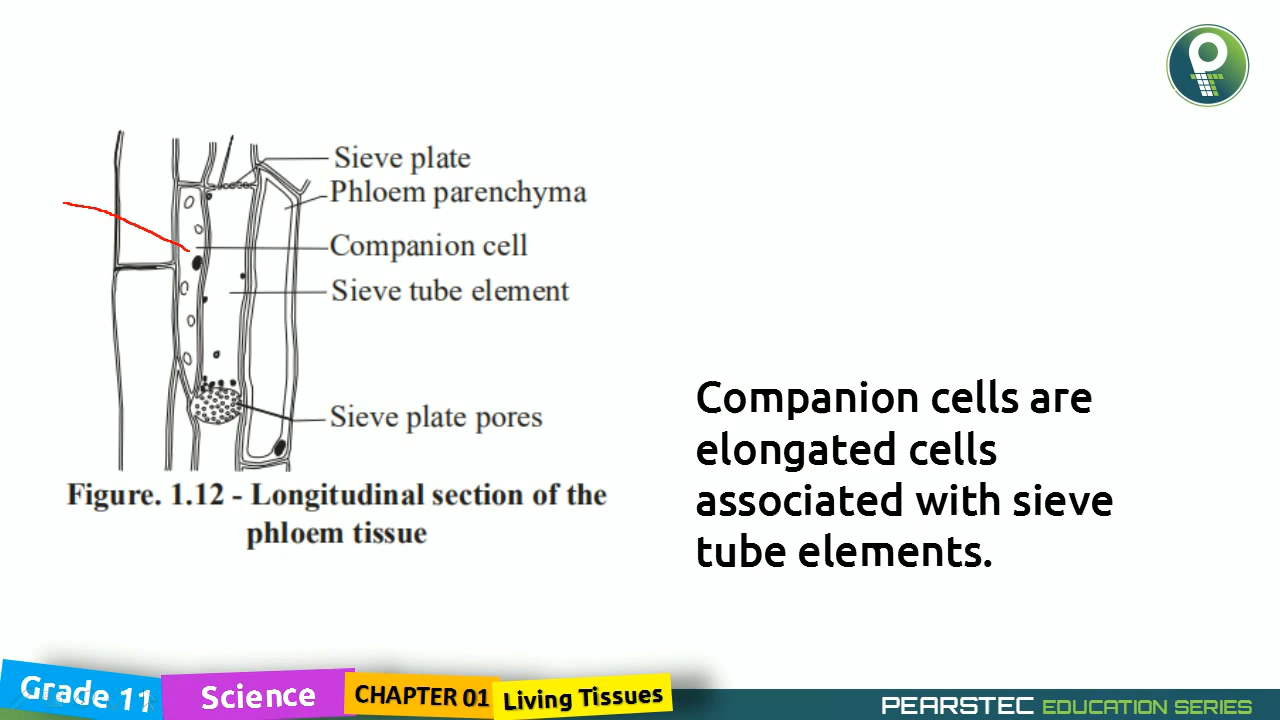 Sieve plate
Phloem parenchyma
Companion cell
Sieve tube element
Sieve plate pores
Figure. 1.12 - Longitudinal section of the
phloem tissue
Companion cells are
elongated cells
associated with sieve
tube elements.
Grade 11
Science
CHAPTER 01
Living Tissues
PEARSTEC EDUCATION SERIES